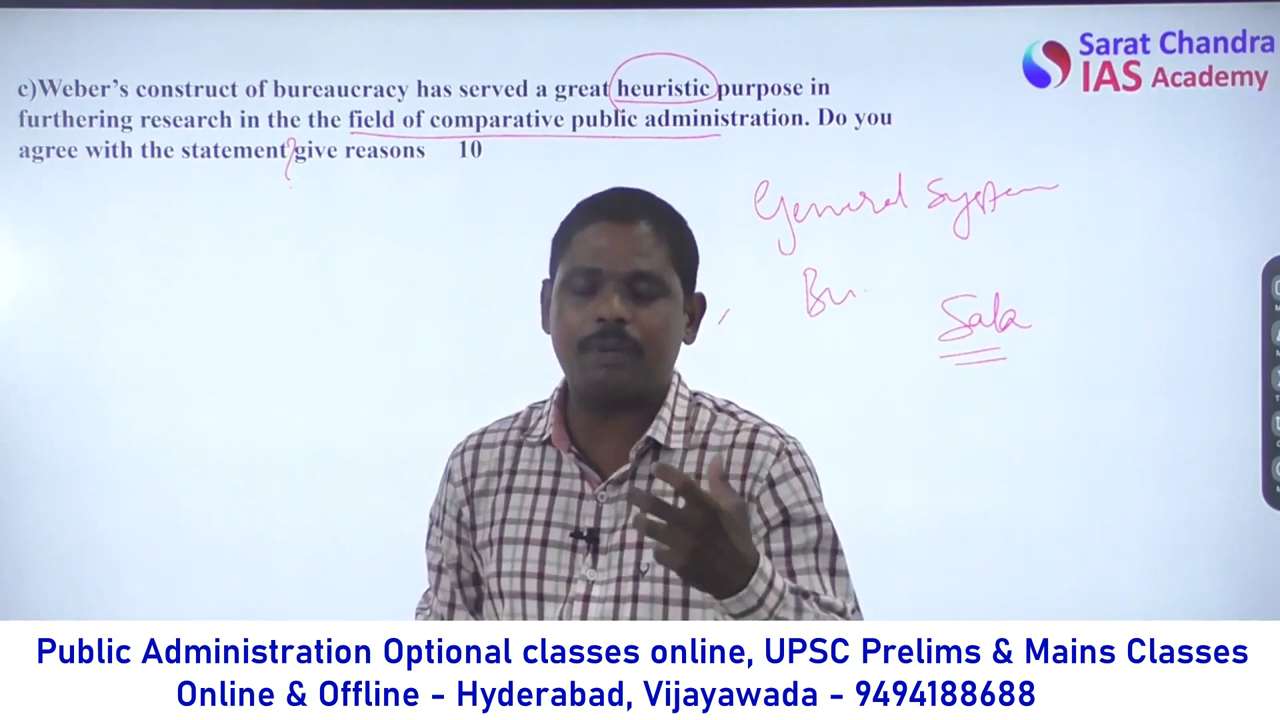 Sarat Chandra
IAS Academy
c)Weber's construct of bureaucracy has served a great heuristic purpose in
furthering research in the the field of comparative public administration. Do you
agree with the statement?give reasons 10
General System
Bu.
Sala
Public Administration Optional classes online, UPSC Prelims & Mains Classes
Online & Offline - Hyderabad, Vijayawada - 9494188688